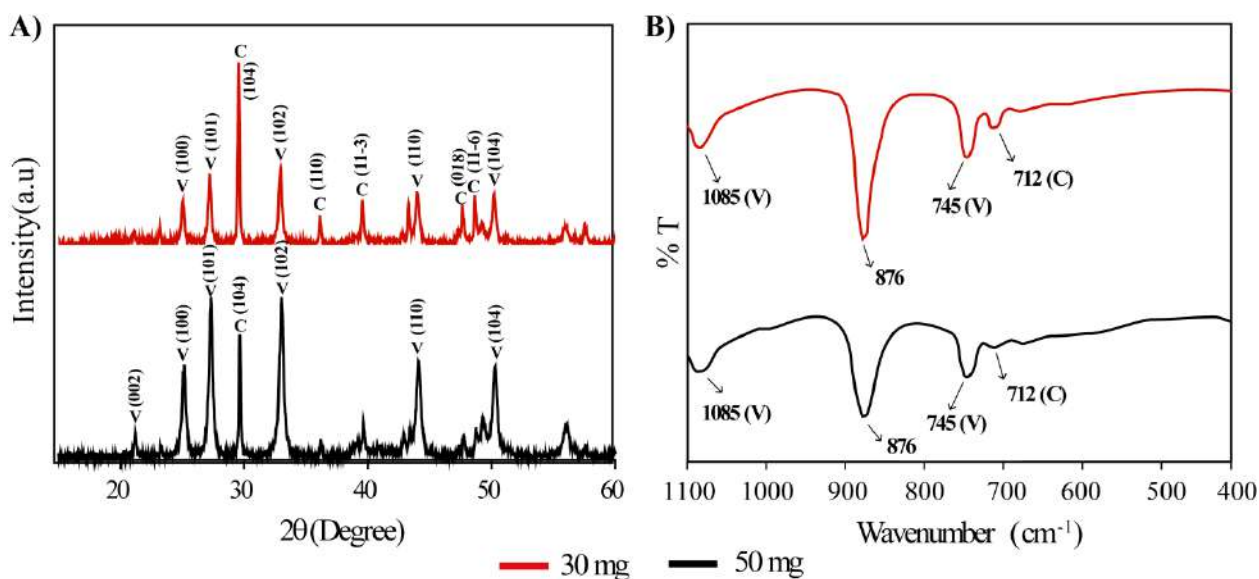 A)
Intensity(a.u)
V (100)
V (101)
C (104)
V (102)
C (110)
C (11-3)
V (110)
C (018)
C (11-6)
V (104)
V (002)
V (100)
V (101)
C (104)
V (102)
V (110)
V (104)
20 30 40 50 60
2θ(Degree)
B)
% T
1085 (V)
876
745 (V)
712 (C)
1085 (V)
876
745 (V)
712 (C)
1100 1000 900 800 700 600 500 400
Wavenumber (cm⁻¹)
30 mg 50 mg